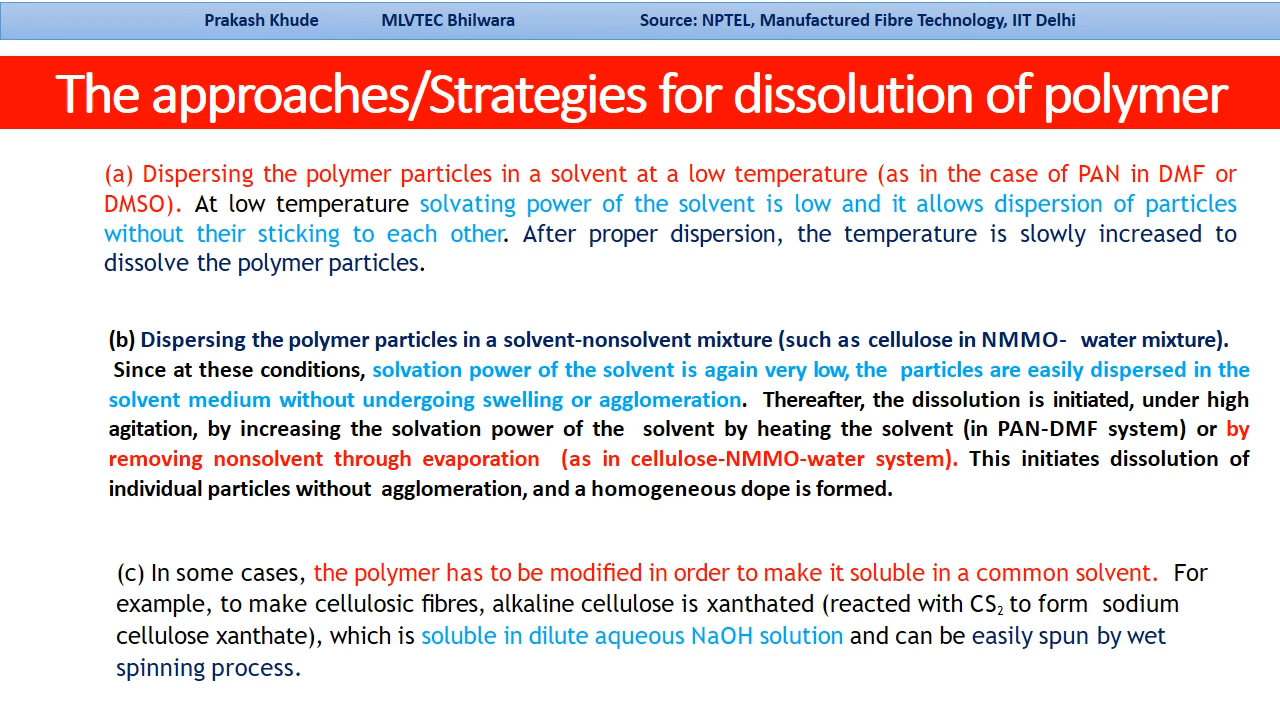 Prakash Khude MLVTEC Bhilwara Source: NPTEL, Manufactured Fibre Technology, IIT Delhi
The approaches/Strategies for dissolution of polymer
(a) Dispersing the polymer particles in a solvent at a low temperature (as in the case of PAN in DMF or
DMSO). At low temperature solvating power of the solvent is low and it allows dispersion of particles
without their sticking to each other. After proper dispersion, the temperature is slowly increased to
dissolve the polymer particles.
(b) Dispersing the polymer particles in a solvent-nonsolvent mixture (such as cellulose in NMMO- water mixture).
Since at these conditions, solvation power of the solvent is again very low, the particles are easily dispersed in the
solvent medium without undergoing swelling or agglomeration. Thereafter, the dissolution is initiated, under high
agitation, by increasing the solvation power of the solvent by heating the solvent (in PAN-DMF system) or by
removing nonsolvent through evaporation (as in cellulose-NMMO-water system). This initiates dissolution of
individual particles without agglomeration, and a homogeneous dope is formed.
(c) In some cases, the polymer has to be modified in order to make it soluble in a common solvent. For
example, to make cellulosic fibres, alkaline cellulose is xanthated (reacted with CS₂ to form sodium
cellulose xanthate), which is soluble in dilute aqueous NaOH solution and can be easily spun by wet
spinning process.